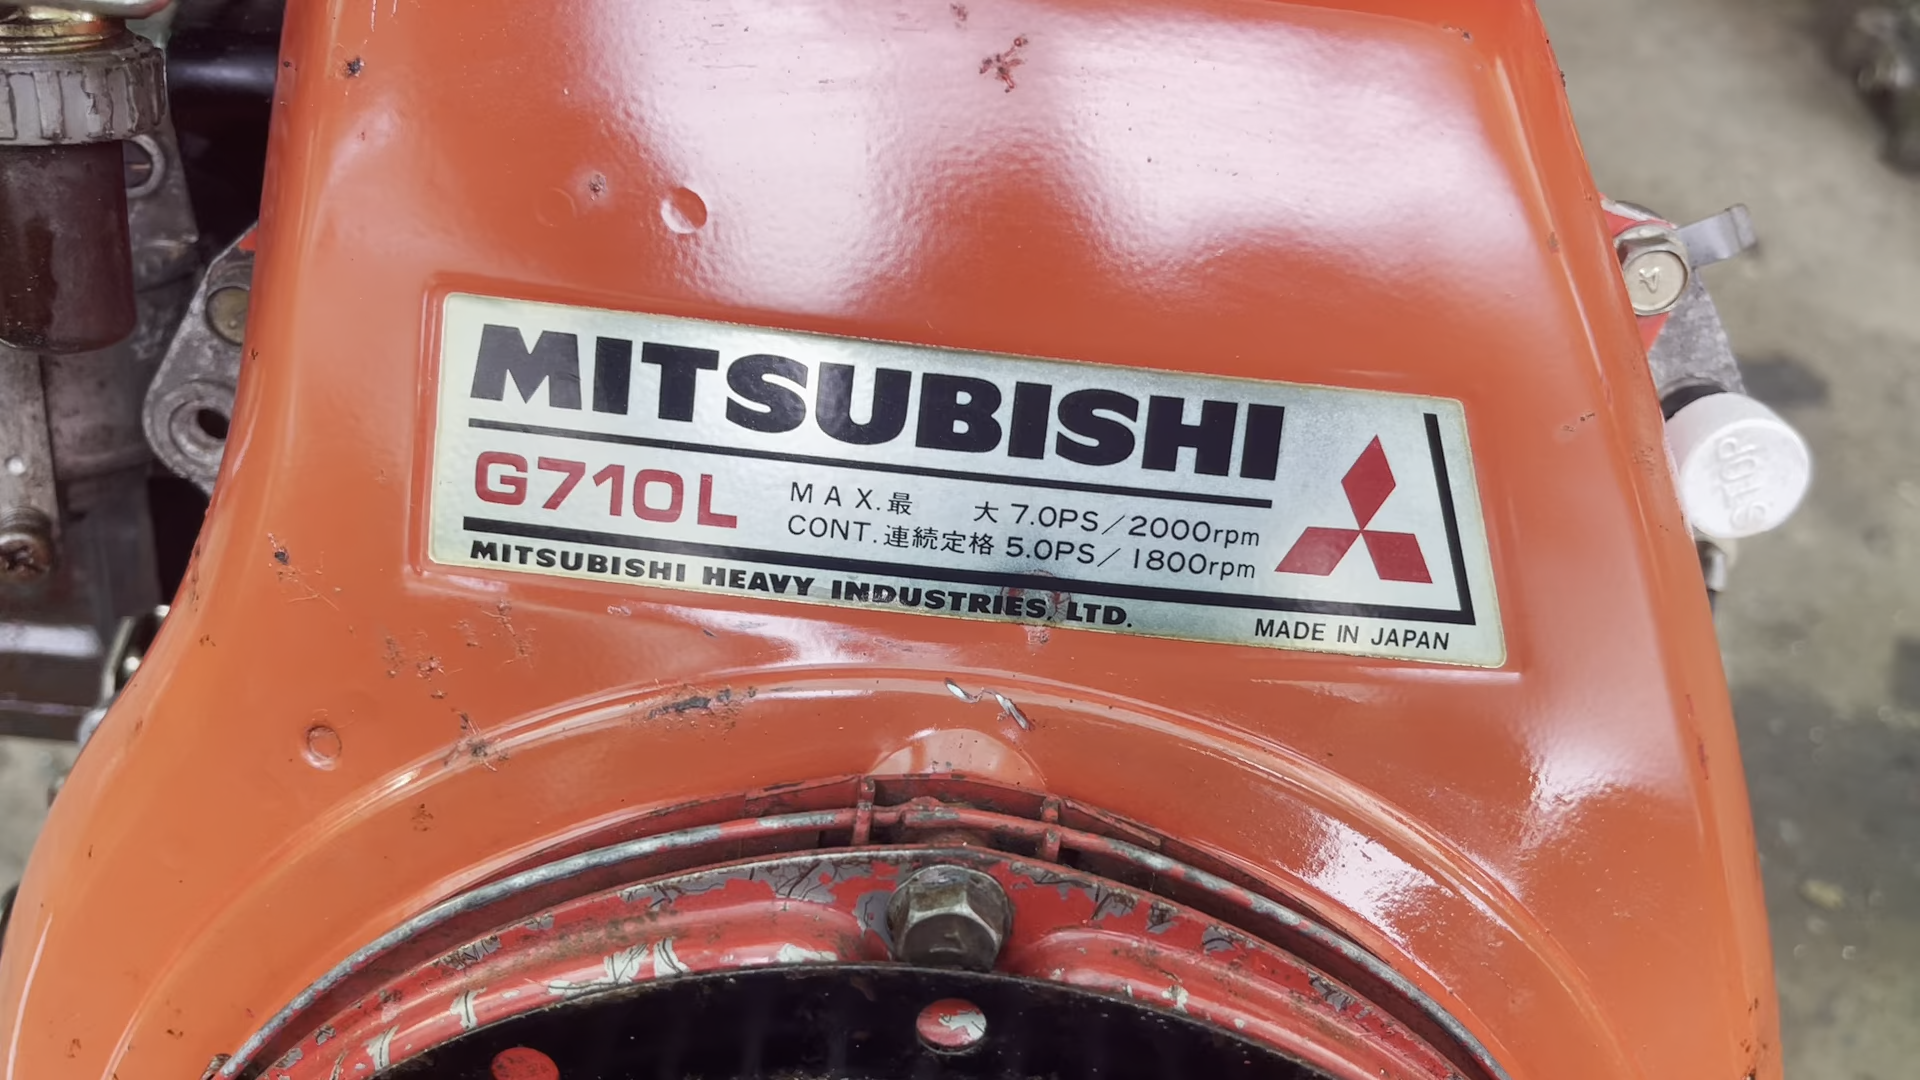 MITSUBISHI
G710L
MAX.最 大 7.0PS/2000rpm
CONT.連続定格 5.0PS/1800rpm
MITSUBISHI HEAVY INDUSTRIES, LTD.
MADE IN JAPAN
STOP